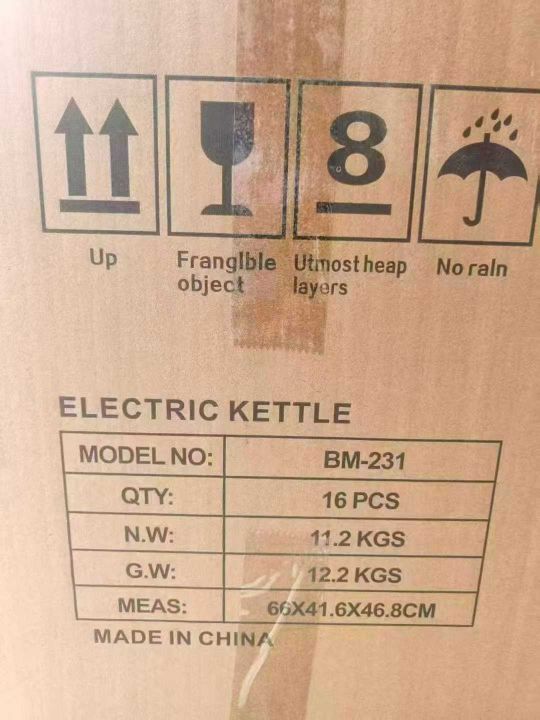 8
Up
Frangible object
Utmost heap layers
No rain
ELECTRIC KETTLE
MODEL NO: BM-231
QTY: 16 PCS
N.W: 11.2 KGS
G.W: 12.2 KGS
MEAS: 66X41.6X46.8CM
MADE IN CHINA